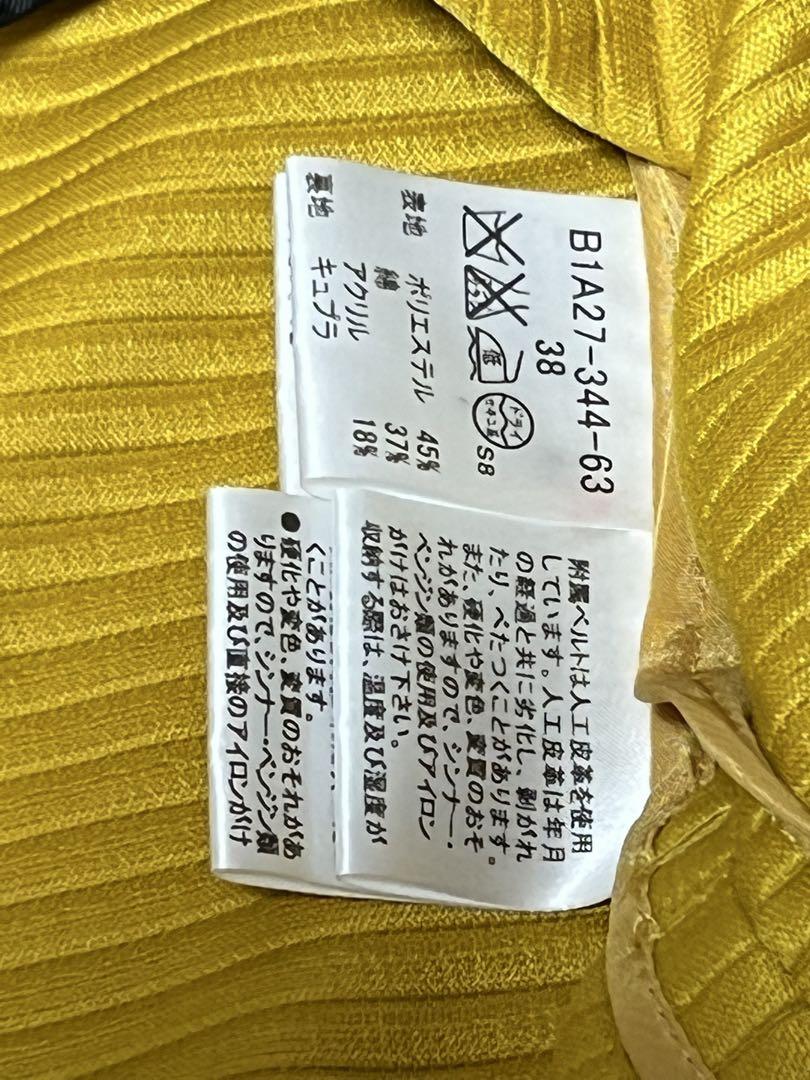 B1A27-344-63
38
低
ドライ
セキユ系
S8
表地 ポリエステル 45%
綿 37%
アクリル 18%
裏地 キュプラ
附属ベルトは人工皮革を使用
しています。人工皮革は年月
の経過と共に劣化し、剝がれ
たり、べたつくことがあります。
また、硬化や変色、変質のおそ
れがありますので、シンナー・
ベンジン類の使用及びアイロン
がけはおさけ下さい。
収納する際は、温度及び湿度が
くことがあります。
●硬化や変色、変質のおそれがあ
りますので、シンナー・ベンジン類
の使用及び直接のアイロンがけ